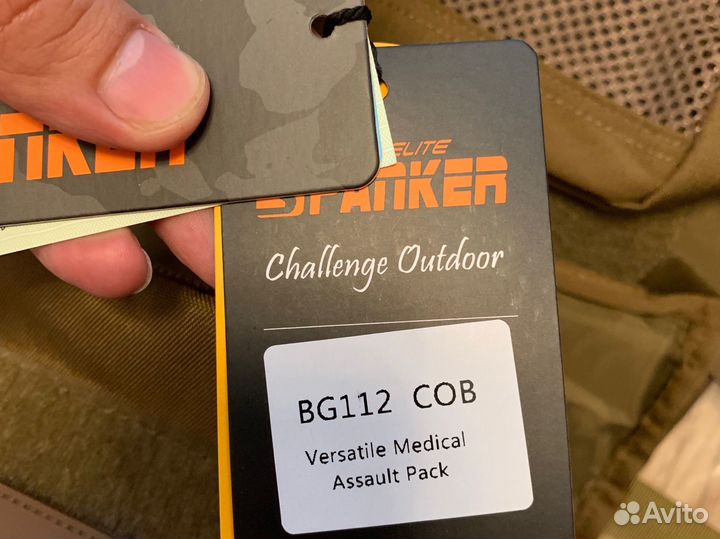 ELITE
SPANKER
Challenge Outdoor
BG112 COB
Versatile Medical
Assault Pack
Avito